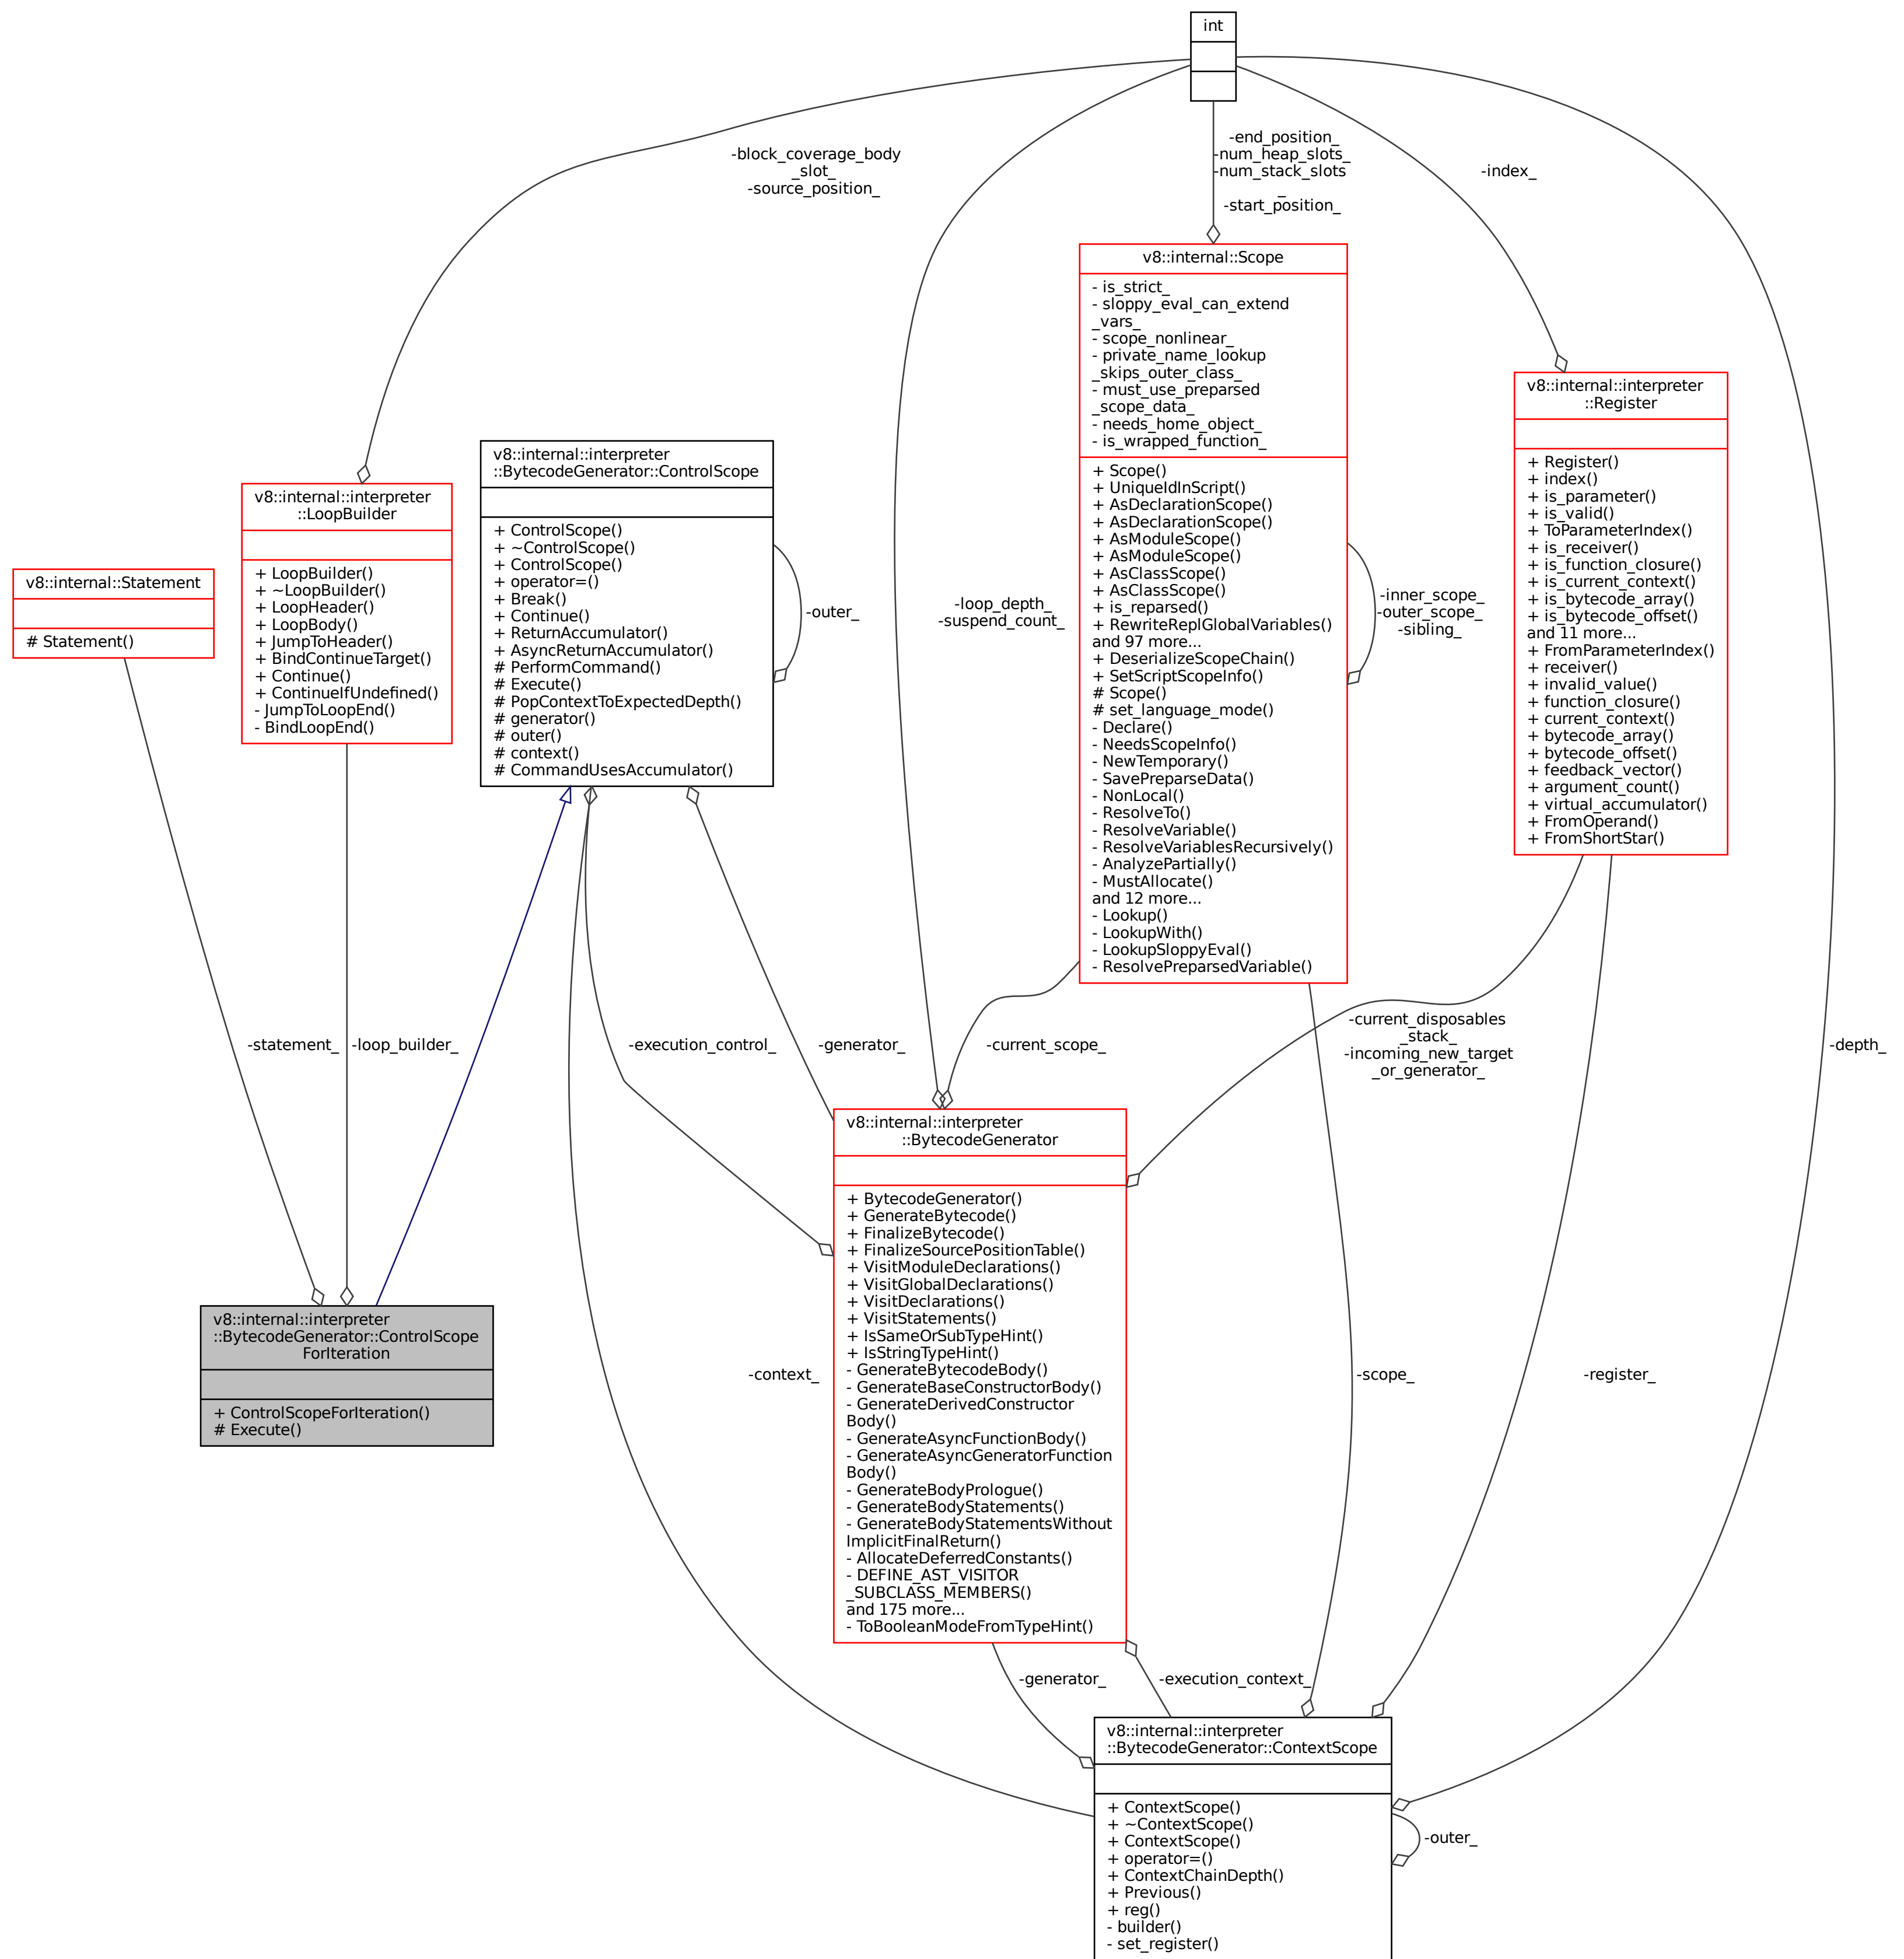 int
-block_coverage_body
_slot_
-source_position_
-end_position_
-num_heap_slots_
-num_stack_slots
_
-start_position_
-index_
v8::internal::Scope
- is_strict_
- sloppy_eval_can_extend
_vars_
- scope_nonlinear_
- private_name_lookup
_skips_outer_class_
- must_use_preparsed
_scope_data_
- needs_home_object_
- is_wrapped_function_
+ Scope()
+ UniqueIdInScript()
+ AsDeclarationScope()
+ AsDeclarationScope()
+ AsModuleScope()
+ AsModuleScope()
+ AsClassScope()
+ AsClassScope()
+ is_reparsed()
+ RewriteReplGlobalVariables()
and 97 more...
+ DeserializeScopeChain()
+ SetScriptScopeInfo()
# Scope()
# set_language_mode()
- Declare()
- NeedsScopeInfo()
- NewTemporary()
- SavePreparseData()
- NonLocal()
- ResolveTo()
- ResolveVariable()
- ResolveVariablesRecursively()
- AnalyzePartially()
- MustAllocate()
and 12 more...
- Lookup()
- LookupWith()
- LookupSloppyEval()
- ResolvePreparsedVariable()
v8::internal::interpreter
::Register
+ Register()
+ index()
+ is_parameter()
+ is_valid()
+ ToParameterIndex()
+ is_receiver()
+ is_function_closure()
+ is_current_context()
+ is_bytecode_array()
+ is_bytecode_offset()
and 11 more...
+ FromParameterIndex()
+ receiver()
+ invalid_value()
+ function_closure()
+ current_context()
+ bytecode_array()
+ bytecode_offset()
+ feedback_vector()
+ argument_count()
+ virtual_accumulator()
+ FromOperand()
+ FromShortStar()
v8::internal::interpreter
::BytecodeGenerator::ControlScope
+ ControlScope()
+ ~ControlScope()
+ ControlScope()
+ operator=()
+ Break()
+ Continue()
+ ReturnAccumulator()
+ AsyncReturnAccumulator()
# PerformCommand()
# Execute()
# PopContextToExpectedDepth()
# generator()
# outer()
# context()
# CommandUsesAccumulator()
-outer_
v8::internal::interpreter
::LoopBuilder
+ LoopBuilder()
+ ~LoopBuilder()
+ LoopHeader()
+ LoopBody()
+ JumpToHeader()
+ BindContinueTarget()
+ Continue()
+ ContinueIfUndefined()
- JumpToLoopEnd()
- BindLoopEnd()
v8::internal::Statement
# Statement()
-loop_depth_
-suspend_count_
-inner_scope_
-outer_scope_
-sibling_
-statement_
-loop_builder_
-execution_control_
-generator_
-current_scope_
-current_disposables
_stack_
-incoming_new_target
_or_generator_
-depth_
v8::internal::interpreter
::BytecodeGenerator
+ BytecodeGenerator()
+ GenerateBytecode()
+ FinalizeBytecode()
+ FinalizeSourcePositionTable()
+ VisitModuleDeclarations()
+ VisitGlobalDeclarations()
+ VisitDeclarations()
+ VisitStatements()
+ IsSameOrSubTypeHint()
+ IsStringTypeHint()
- GenerateBytecodeBody()
- GenerateBaseConstructorBody()
- GenerateDerivedConstructor
Body()
- GenerateAsyncFunctionBody()
- GenerateAsyncGeneratorFunction
Body()
- GenerateBodyPrologue()
- GenerateBodyStatements()
- GenerateBodyStatementsWithout
ImplicitFinalReturn()
- AllocateDeferredConstants()
- DEFINE_AST_VISITOR
_SUBCLASS_MEMBERS()
and 175 more...
- ToBooleanModeFromTypeHint()
v8::internal::interpreter
::BytecodeGenerator::ControlScope
ForIteration
+ ControlScopeForIteration()
# Execute()
-context_
-scope_
-register_
-generator_
-execution_context_
v8::internal::interpreter
::BytecodeGenerator::ContextScope
+ ContextScope()
+ ~ContextScope()
+ ContextScope()
+ operator=()
+ ContextChainDepth()
+ Previous()
+ reg()
- builder()
- set_register()
-outer_